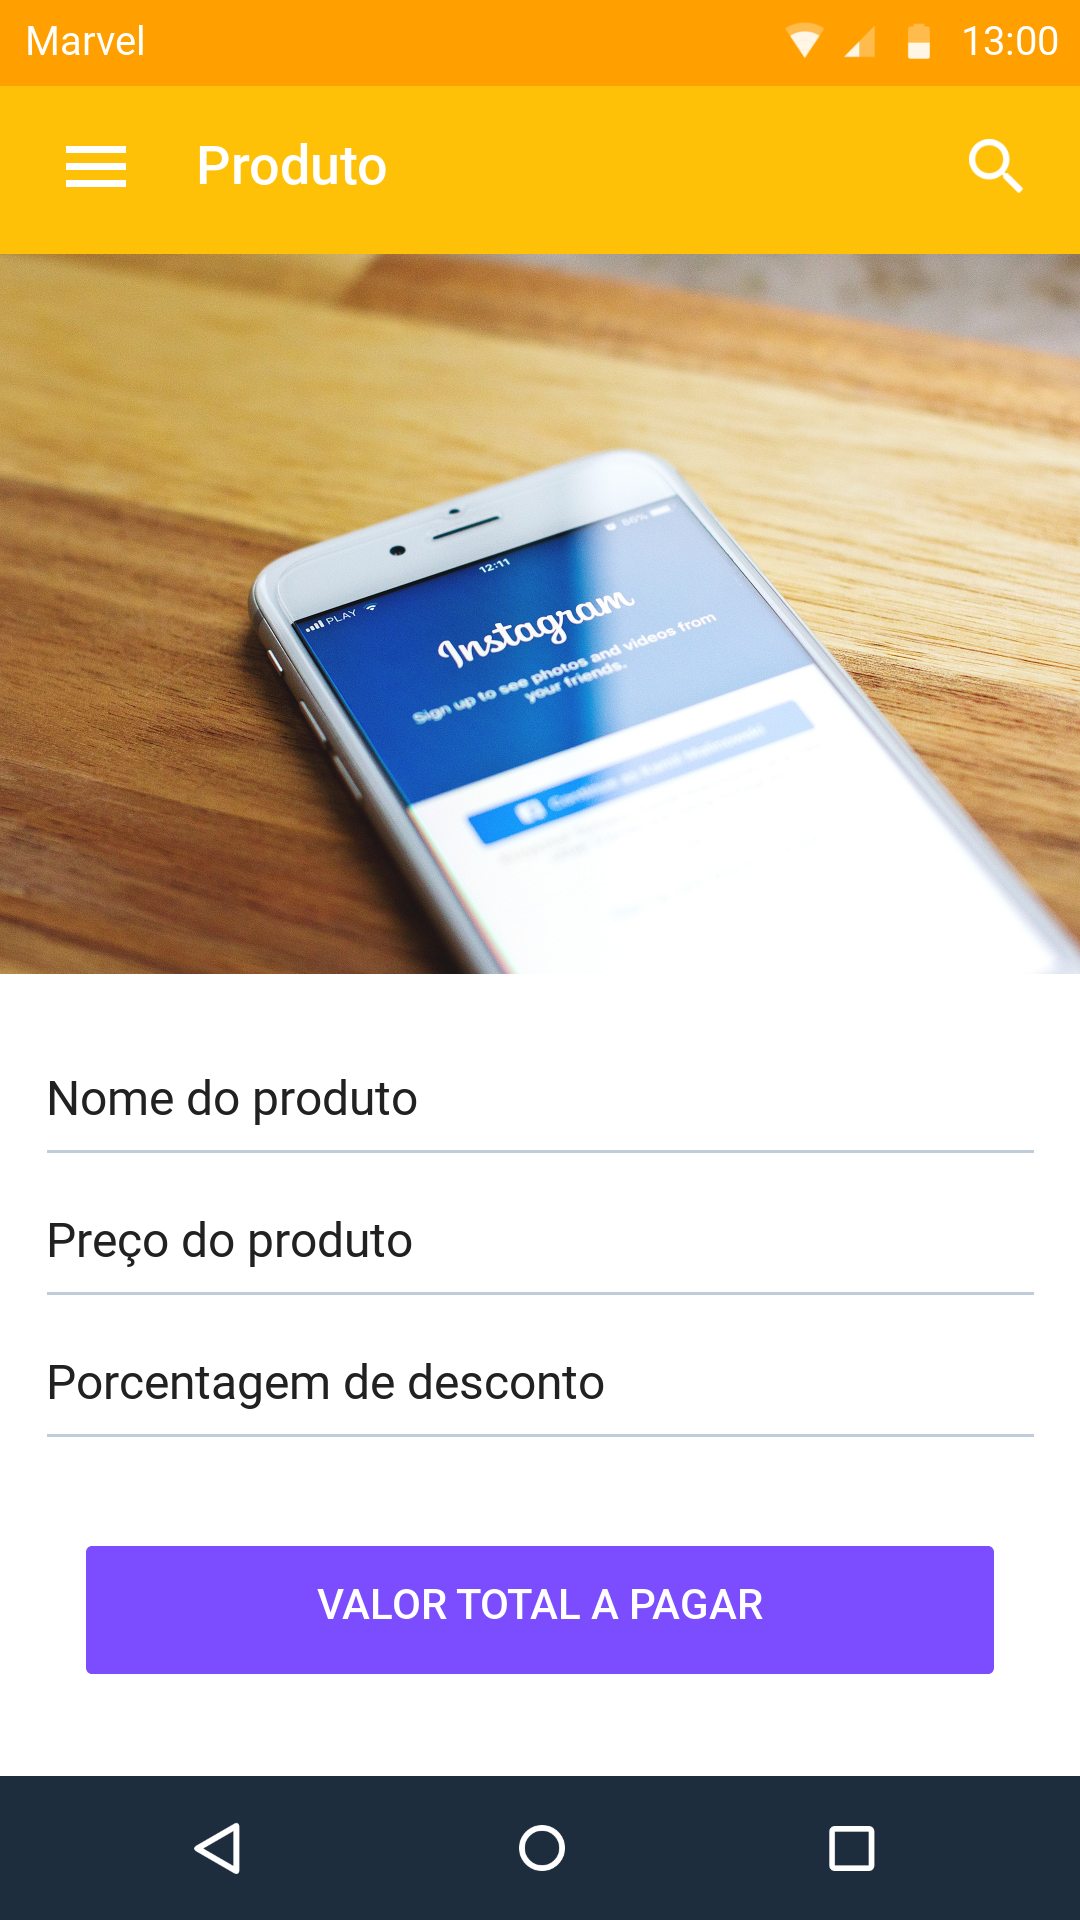 Marvel 13:00
Produto
86%
12:11
PLAY
Instagram
Sign up to see photos and videos from
your friends.
Nome do produto
Preço do produto
Porcentagem de desconto
VALOR TOTAL A PAGAR